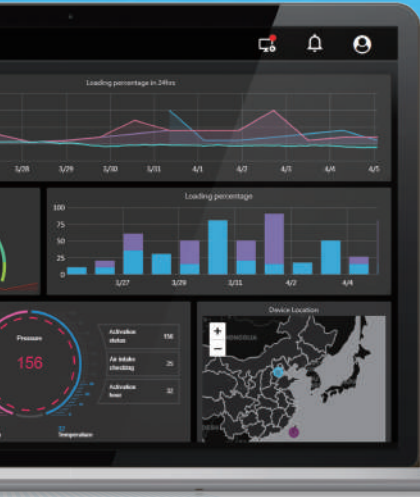 Loading percentage in 24hrs
3/28 3/29 3/30 3/31 4/1 4/2 4/3 4/4 4/5
Loading percentage
100
75
50
25
0
3/27 3/29 3/31 4/2 4/4
Pressure
156
Activation status 156
Air intake checking 25
Activation hour 32
32
Temperature
Device Location
+
−
MONGOLIA